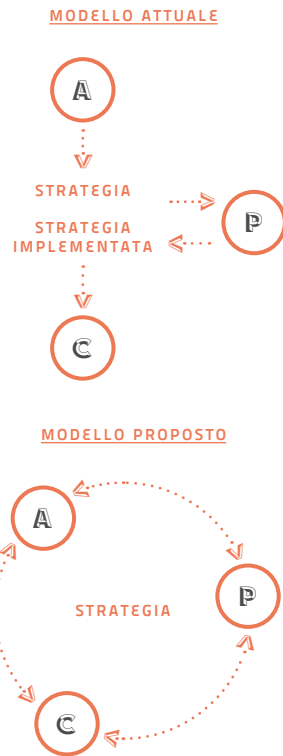 MODELLO ATTUALE
A
STRATEGIA
P
STRATEGIA
IMPLEMENTATA
C
MODELLO PROPOSTO
A
P
STRATEGIA
C